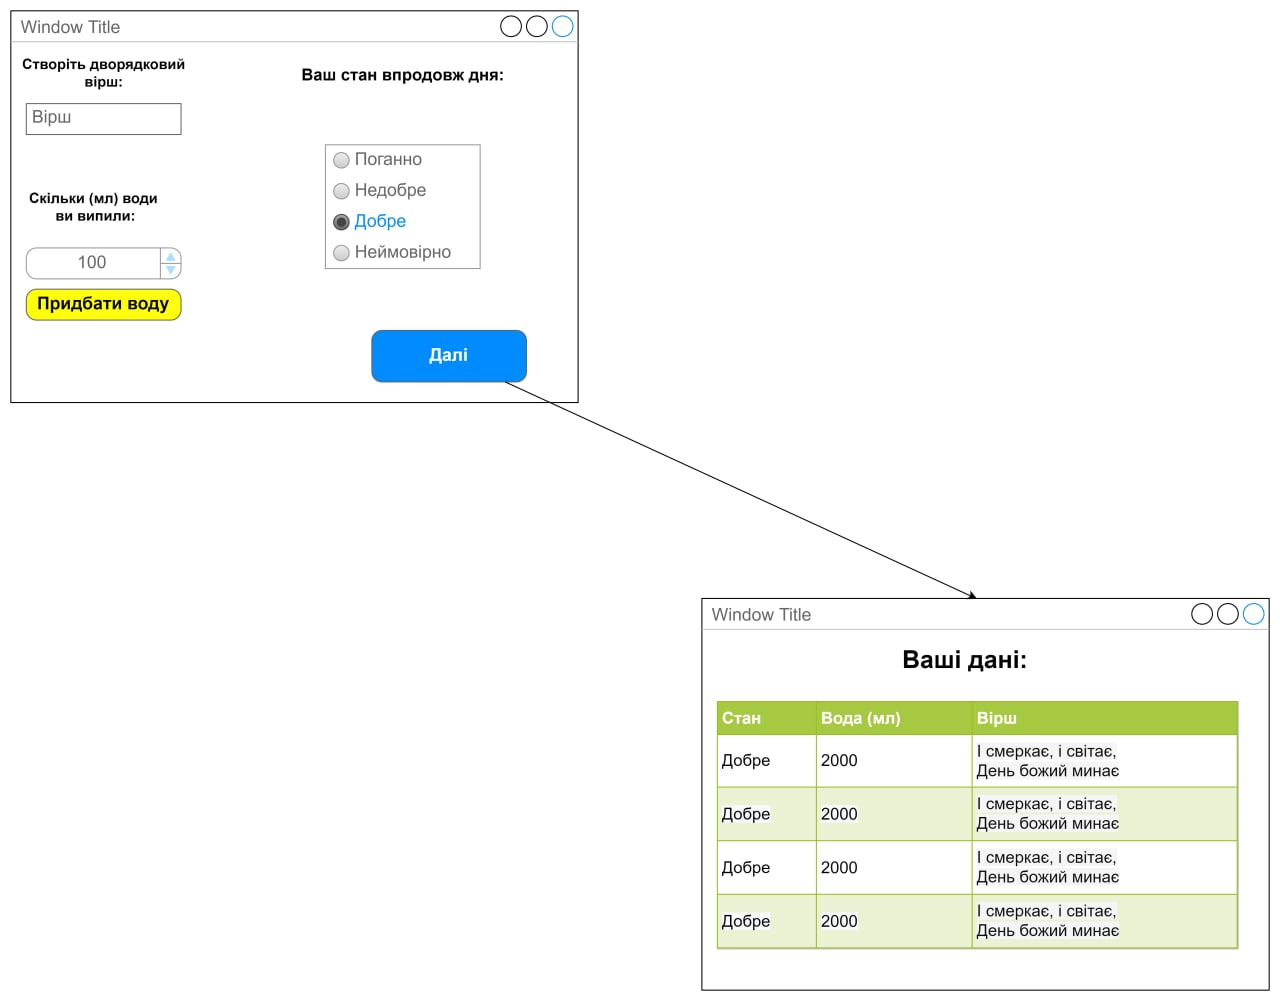 Window Title
Створіть дворядковий
вірш:
Вірш
Скільки (мл) води
ви випили:
100
Придбати воду
Ваш стан впродовж дня:
Поганно
Недобре
Добре
Неймовірно
Далі
Window Title
Ваші дані:
Стан Вода (мл) Вірш
Добре 2000 І смеркає, і світає,
День божий минає
Добре 2000 І смеркає, і світає,
День божий минає
Добре 2000 І смеркає, і світає,
День божий минає
Добре 2000 І смеркає, і світає,
День божий минає